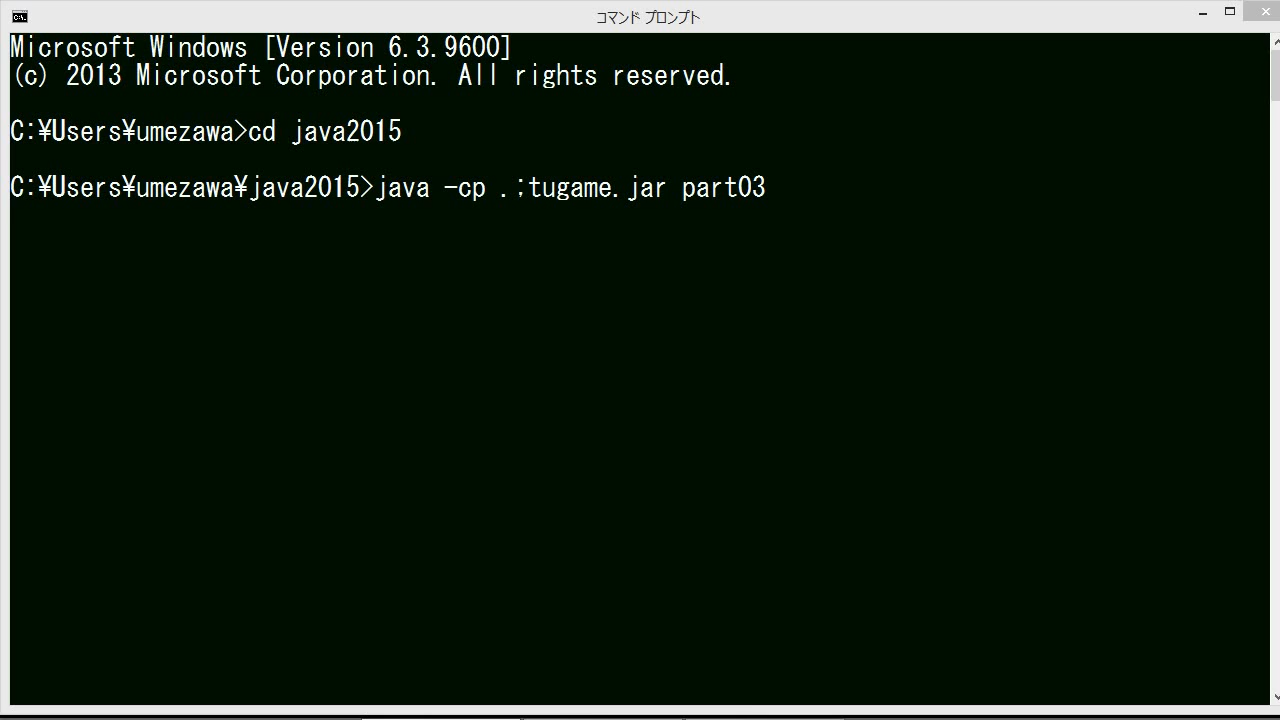 コマンド プロンプト
Microsoft Windows [Version 6.3.9600]
(c) 2013 Microsoft Corporation. All rights reserved.
C:¥Users¥umezawa>cd java2015
C:¥Users¥umezawa¥java2015>java -cp .;tugame.jar part03